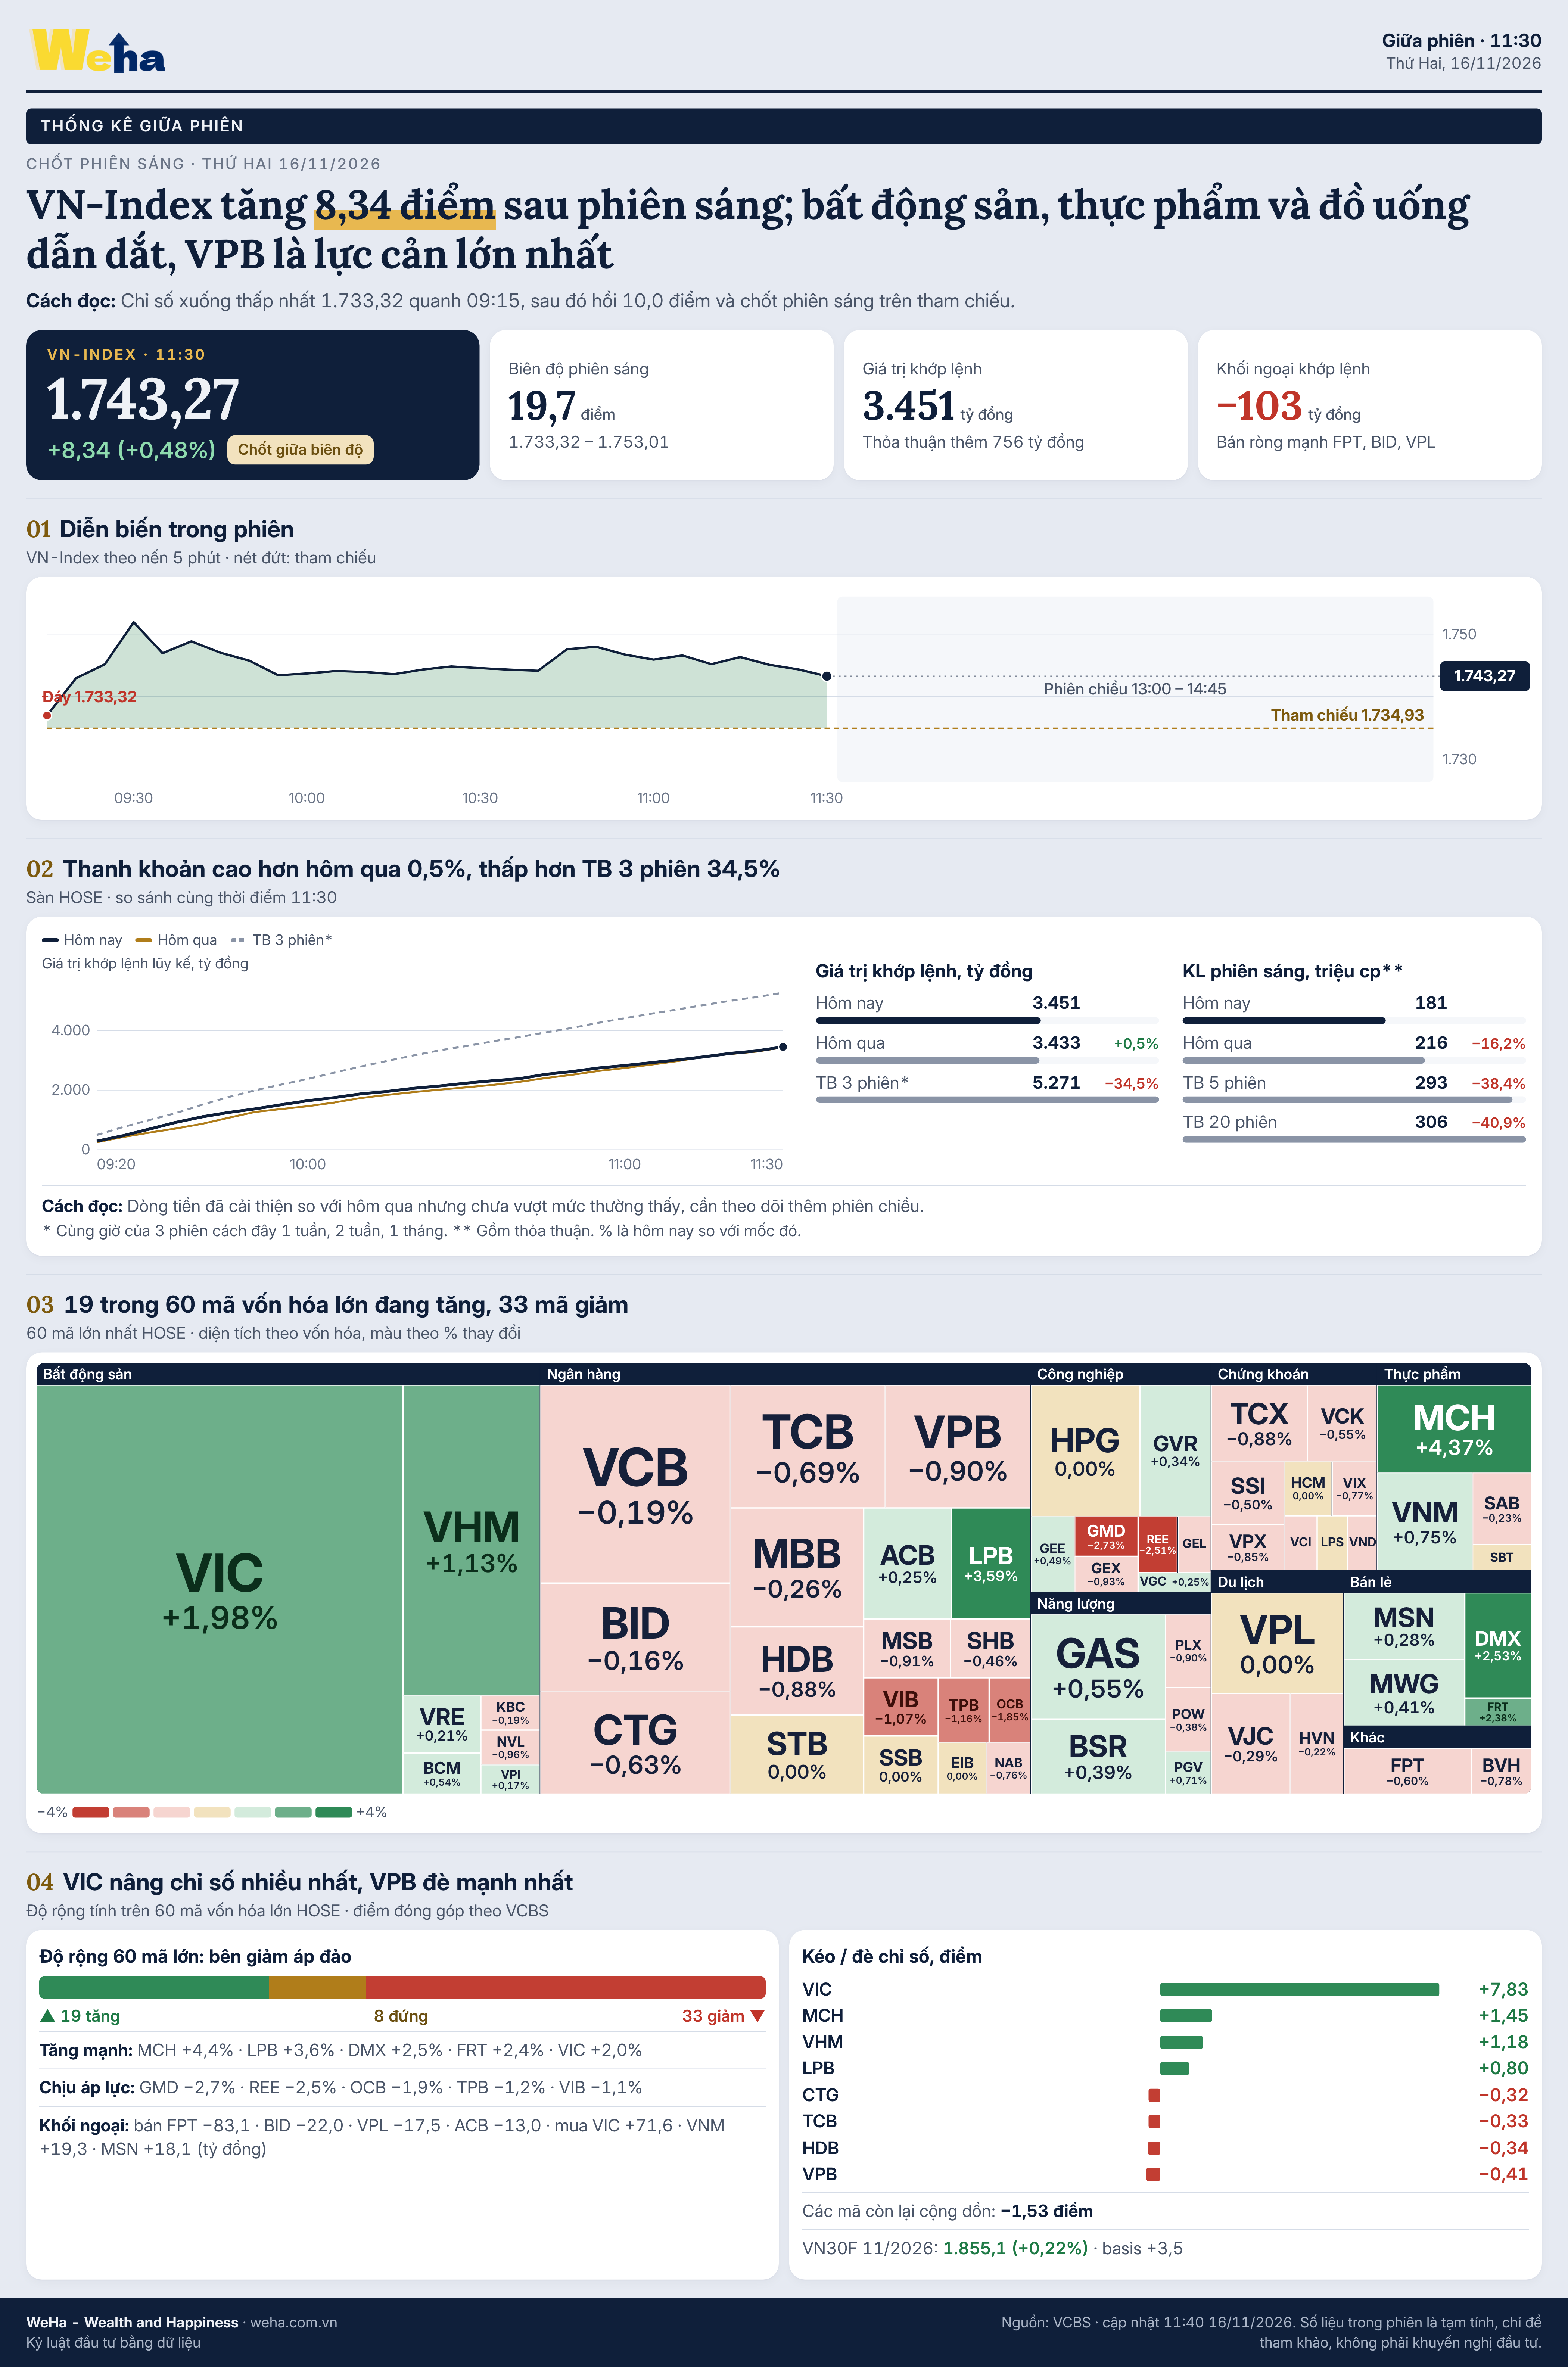 Weha
Giữa phiên · 11:30
Thứ Hai, 16/11/2026
THỐNG KÊ GIỮA PHIÊN
CHỐT PHIÊN SÁNG · THỨ HAI 16/11/2026
VN-Index tăng 8,34 điểm sau phiên sáng; bất động sản, thực phẩm và đồ uống
dẫn dắt, VPB là lực cản lớn nhất
Cách đọc: Chỉ số xuống thấp nhất 1.733,32 quanh 09:15, sau đó hồi 10,0 điểm và chốt phiên sáng trên tham chiếu.
VN-INDEX · 11:30
1.743,27
+8,34 (+0,48%) Chốt giữa biên độ
Biên độ phiên sáng
19,7 điểm
1.733,32 – 1.753,01
Giá trị khớp lệnh
3.451 tỷ đồng
Thỏa thuận thêm 756 tỷ đồng
Khối ngoại khớp lệnh
−103 tỷ đồng
Bán ròng mạnh FPT, BID, VPL
01 Diễn biến trong phiên
VN-Index theo nến 5 phút · nét đứt: tham chiếu
1.750
1.743,27
Đáy 1.733,32
Phiên chiều 13:00 – 14:45
Tham chiếu 1.734,93
1.730
09:30 10:00 10:30 11:00 11:30
02 Thanh khoản cao hơn hôm qua 0,5%, thấp hơn TB 3 phiên 34,5%
Sàn HOSE · so sánh cùng thời điểm 11:30
Hôm nay Hôm qua TB 3 phiên*
Giá trị khớp lệnh lũy kế, tỷ đồng
4.000
2.000
0
09:20 10:00 11:00 11:30
Giá trị khớp lệnh, tỷ đồng
Hôm nay 3.451
Hôm qua 3.433 +0,5%
TB 3 phiên* 5.271 −34,5%
KL phiên sáng, triệu cp**
Hôm nay 181
Hôm qua 216 −16,2%
TB 5 phiên 293 −38,4%
TB 20 phiên 306 −40,9%
Cách đọc: Dòng tiền đã cải thiện so với hôm qua nhưng chưa vượt mức thường thấy, cần theo dõi thêm phiên chiều.
* Cùng giờ của 3 phiên cách đây 1 tuần, 2 tuần, 1 tháng. ** Gồm thỏa thuận. % là hôm nay so với mốc đó.
03 19 trong 60 mã vốn hóa lớn đang tăng, 33 mã giảm
60 mã lớn nhất HOSE · diện tích theo vốn hóa, màu theo % thay đổi
Bất động sản
VIC
+1,98%
VHM
+1,13%
VRE
+0,21%
BCM
+0,54%
KBC
−0,19%
NVL
−0,96%
VPI
+0,17%
Ngân hàng
VCB
−0,19%
BID
−0,16%
CTG
−0,63%
TCB
−0,69%
VPB
−0,90%
MBB
−0,26%
HDB
−0,88%
STB
0,00%
ACB
+0,25%
LPB
+3,59%
MSB
−0,91%
SHB
−0,46%
VIB
−1,07%
TPB
−1,16%
OCB
−1,85%
SSB
0,00%
EIB
0,00%
NAB
−0,76%
Công nghiệp
HPG
0,00%
GVR
+0,34%
GEE
+0,49%
GMD
−2,73%
GEX
−0,93%
REE
−2,51%
GEL
VGC +0,25%
Năng lượng
GAS
+0,55%
BSR
+0,39%
PLX
−0,90%
POW
−0,38%
PGV
+0,71%
Chứng khoán
TCX
−0,88%
VCK
−0,55%
SSI
−0,50%
HCM
0,00%
VIX
−0,77%
VPX
−0,85%
VCI
LPS
VND
Thực phẩm
MCH
+4,37%
VNM
+0,75%
SAB
−0,23%
SBT
Du lịch
VPL
0,00%
VJC
−0,29%
HVN
−0,22%
Bán lẻ
MSN
+0,28%
MWG
+0,41%
DMX
+2,53%
FRT
+2,38%
Khác
FPT
−0,60%
BVH
−0,78%
−4% +4%
04 VIC nâng chỉ số nhiều nhất, VPB đè mạnh nhất
Độ rộng tính trên 60 mã vốn hóa lớn HOSE · điểm đóng góp theo VCBS
Độ rộng 60 mã lớn: bên giảm áp đảo
▲ 19 tăng 8 đứng 33 giảm ▼
Tăng mạnh: MCH +4,4% · LPB +3,6% · DMX +2,5% · FRT +2,4% · VIC +2,0%
Chịu áp lực: GMD −2,7% · REE −2,5% · OCB −1,9% · TPB −1,2% · VIB −1,1%
Khối ngoại: bán FPT −83,1 · BID −22,0 · VPL −17,5 · ACB −13,0 · mua VIC +71,6 · VNM
+19,3 · MSN +18,1 (tỷ đồng)
Kéo / đè chỉ số, điểm
VIC +7,83
MCH +1,45
VHM +1,18
LPB +0,80
CTG −0,32
TCB −0,33
HDB −0,34
VPB −0,41
Các mã còn lại cộng dồn: −1,53 điểm
VN30F 11/2026: 1.855,1 (+0,22%) · basis +3,5
WeHa - Wealth and Happiness · weha.com.vn
Kỷ luật đầu tư bằng dữ liệu
Nguồn: VCBS · cập nhật 11:40 16/11/2026. Số liệu trong phiên là tạm tính, chỉ để
tham khảo, không phải khuyến nghị đầu tư.